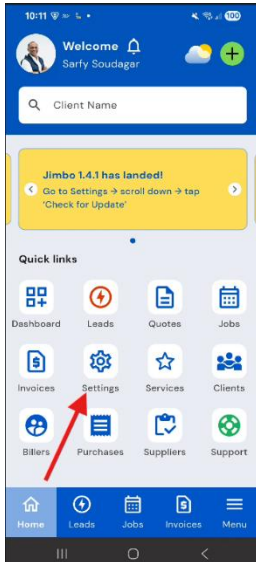 10:11
100
Welcome
Sarfy Soudagar
Client Name
Jimbo 1.4.1 has landed!
Go to Settings → scroll down → tap
'Check for Update'
Quick links
Dashboard Leads Quotes Jobs
Invoices Settings Services Clients
Billers Purchases Suppliers Support
Home Leads Jobs Invoices Menu